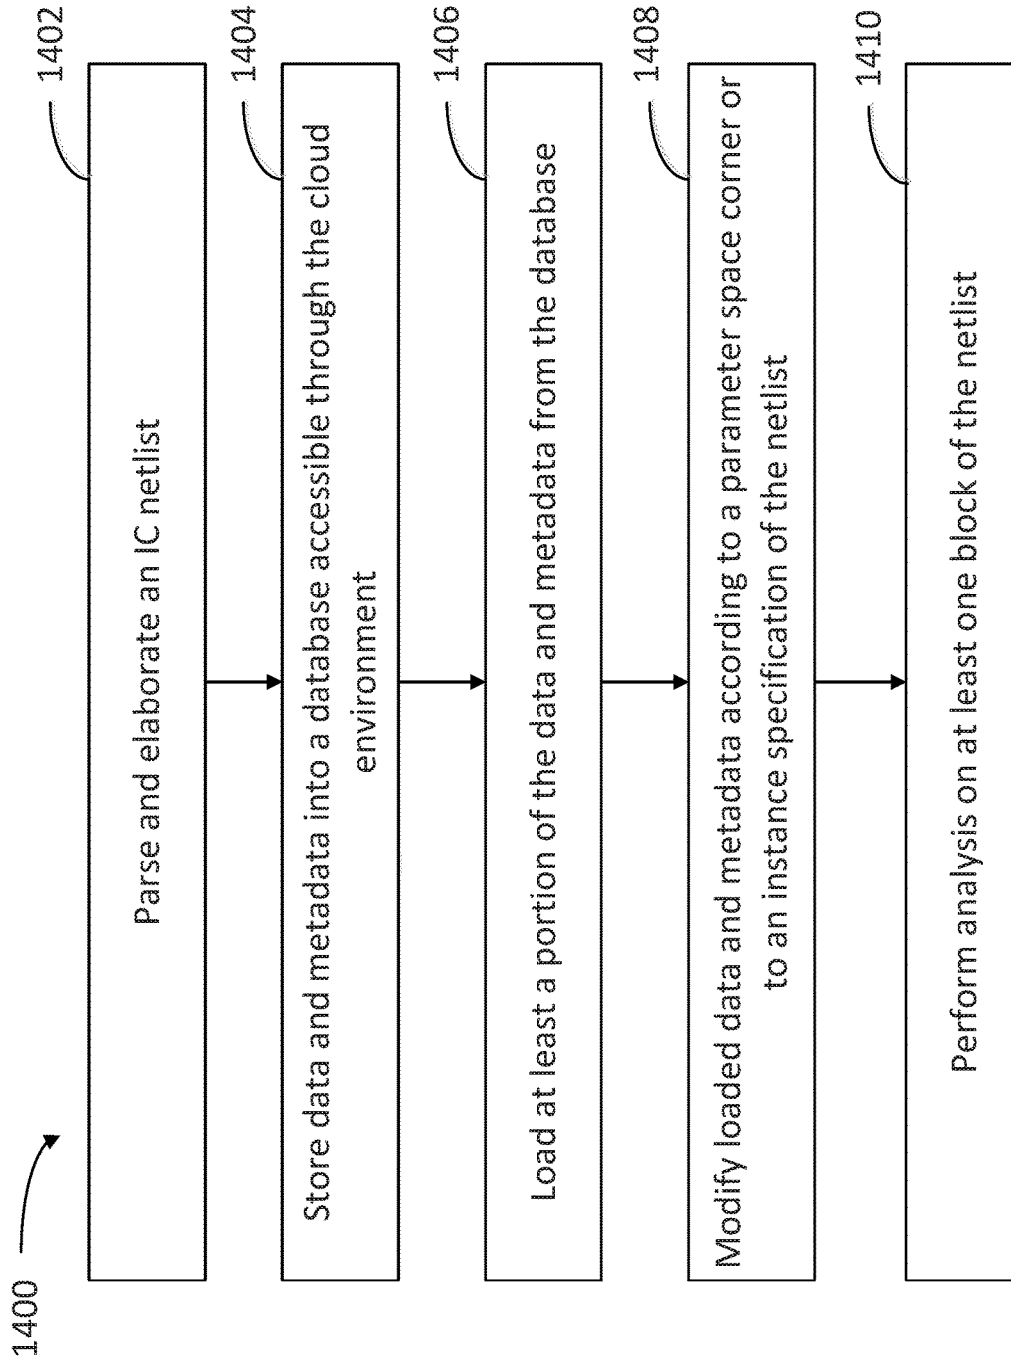 1400
1402
Parse and elaborate an IC netlist
1404
Store data and metadata into a database accessible through the cloud
environment
1406
Load at least a portion of the data and metadata from the database
1408
Modify loaded data and metadata according to a parameter space corner or
to an instance specification of the netlist
1410
Perform analysis on at least one block of the netlist